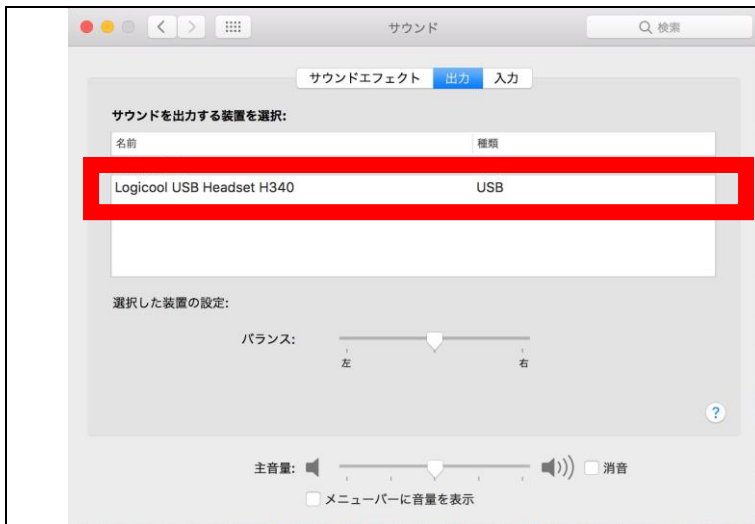 サウンド
検索
サウンドエフェクト 出力 入力
サウンドを出力する装置を選択:
名前 種類
Logicool USB Headset H340 USB
選択した装置の設定:
バランス:
左 右
?
主音量: 消音
メニューバーに音量を表示